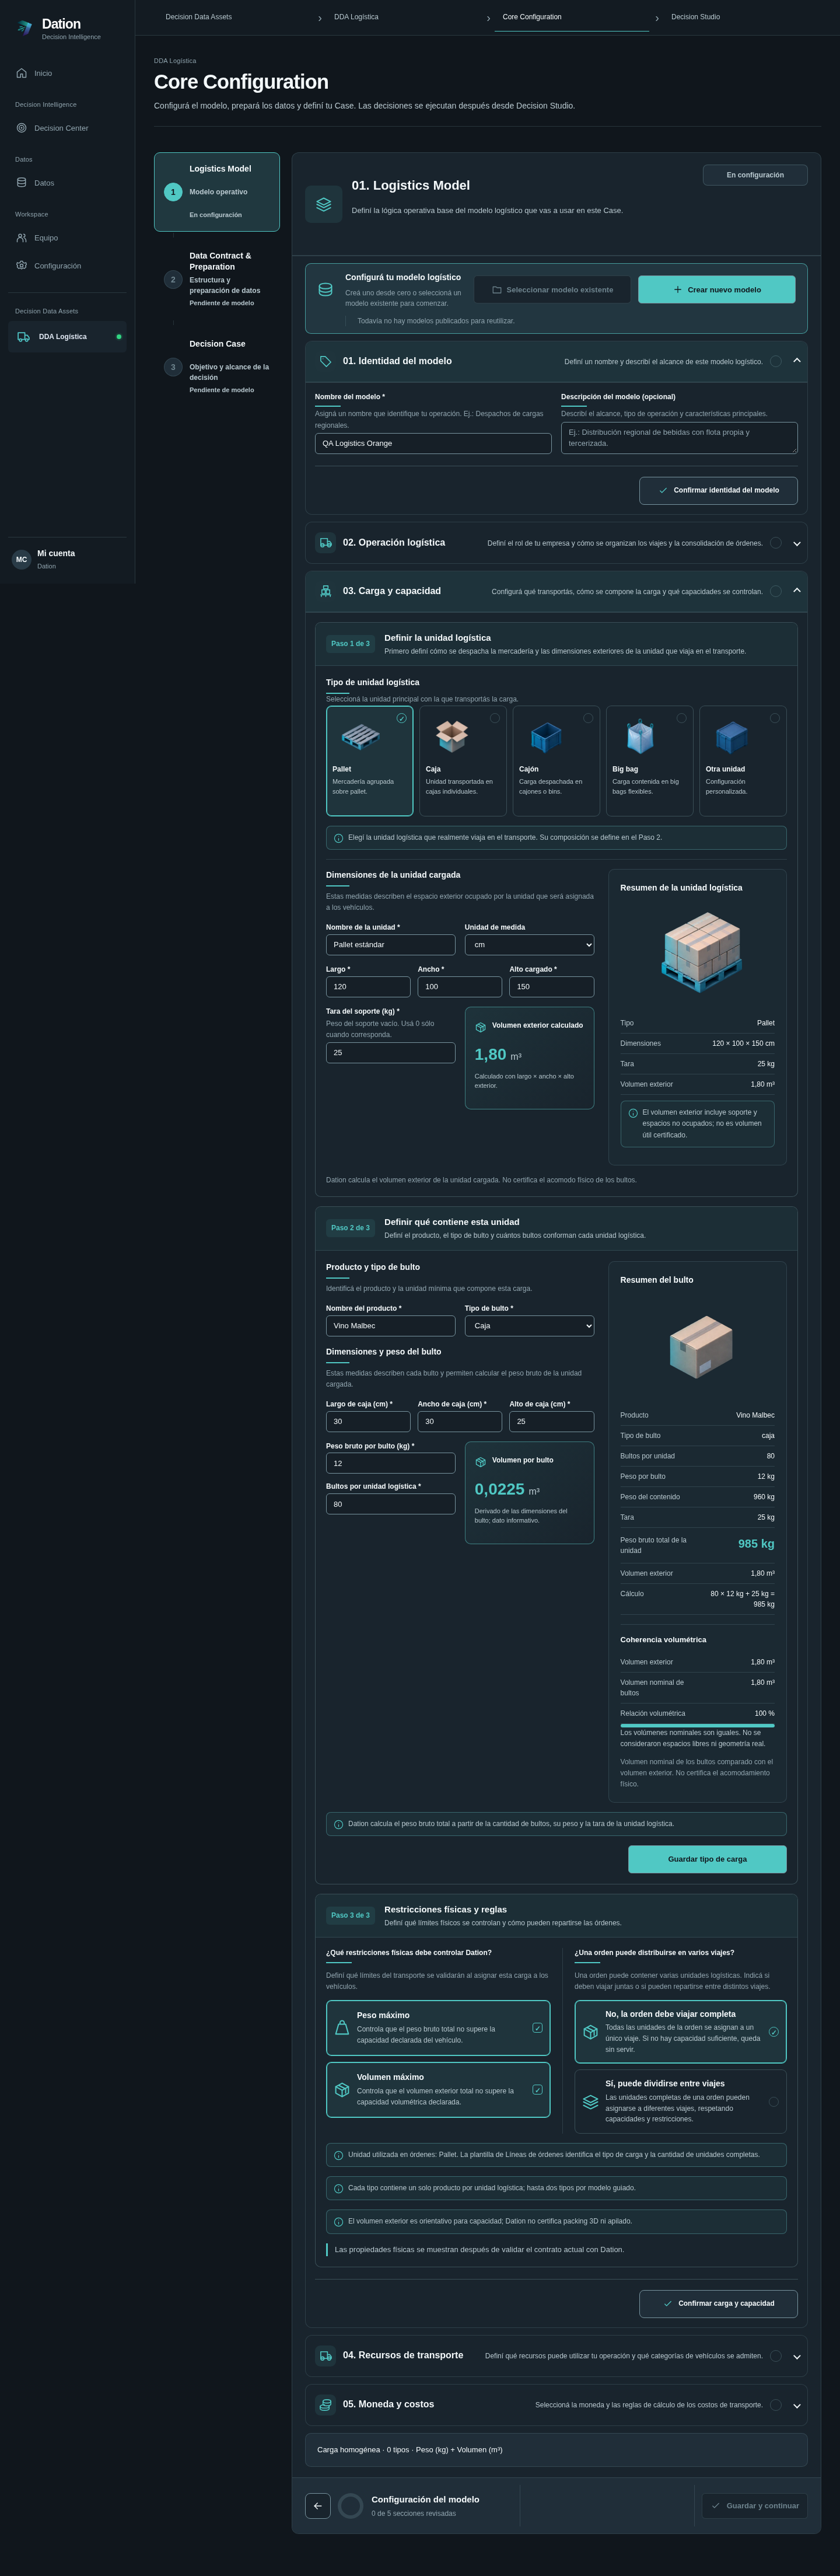 Dation
Decision Intelligence
Inicio
Decision Intelligence
Decision Center
Datos
Datos
Workspace
Equipo
Configuración
Decision Data Assets
DDA Logística
MC
Mi cuenta
Dation
Decision Data Assets
DDA Logística
Core Configuration
Decision Studio
DDA Logística
Core Configuration
Configurá el modelo, prepará los datos y definí tu Case. Las decisiones se ejecutan después desde Decision Studio.
1
Logistics Model
Modelo operativo
En configuración
2
Data Contract &
Preparation
Estructura y
preparación de datos
Pendiente de modelo
3
Decision Case
Objetivo y alcance de la
decisión
Pendiente de modelo
01. Logistics Model
Definí la lógica operativa base del modelo logístico que vas a usar en este Case.
En configuración
Configurá tu modelo logístico
Creá uno desde cero o seleccioná un
modelo existente para comenzar.
Seleccionar modelo existente
Crear nuevo modelo
Todavía no hay modelos publicados para reutilizar.
01. Identidad del modelo
Definí un nombre y describí el alcance de este modelo logístico.
Nombre del modelo *
Asigná un nombre que identifique tu operación. Ej.: Despachos de cargas
regionales.
QA Logistics Orange
Descripción del modelo (opcional)
Describí el alcance, tipo de operación y características principales.
Ej.: Distribución regional de bebidas con flota propia y
tercerizada.
Confirmar identidad del modelo
02. Operación logística
Definí el rol de tu empresa y cómo se organizan los viajes y la consolidación de órdenes.
03. Carga y capacidad
Configurá qué transportás, cómo se compone la carga y qué capacidades se controlan.
Paso 1 de 3
Definir la unidad logística
Primero definí cómo se despacha la mercadería y las dimensiones exteriores de la unidad que viaja en el transporte.
Tipo de unidad logística
Seleccioná la unidad principal con la que transportás la carga.
Pallet
Mercadería agrupada
sobre pallet.
Caja
Unidad transportada en
cajas individuales.
Cajón
Carga despachada en
cajones o bins.
Big bag
Carga contenida en big
bags flexibles.
Otra unidad
Configuración
personalizada.
Elegí la unidad logística que realmente viaja en el transporte. Su composición se define en el Paso 2.
Dimensiones de la unidad cargada
Estas medidas describen el espacio exterior ocupado por la unidad que será asignada
a los vehículos.
Nombre de la unidad *
Pallet estándar
Unidad de medida
cm
Largo *
120
Ancho *
100
Alto cargado *
150
Tara del soporte (kg) *
Peso del soporte vacío. Usá 0 sólo
cuando corresponda.
25
Volumen exterior calculado
1,80 m³
Calculado con largo × ancho × alto
exterior.
Resumen de la unidad logística
Tipo Pallet
Dimensiones 120 × 100 × 150 cm
Tara 25 kg
Volumen exterior 1,80 m³
El volumen exterior incluye soporte y
espacios no ocupados; no es volumen
útil certificado.
Dation calcula el volumen exterior de la unidad cargada. No certifica el acomodo físico de los bultos.
Paso 2 de 3
Definir qué contiene esta unidad
Definí el producto, el tipo de bulto y cuántos bultos conforman cada unidad logística.
Producto y tipo de bulto
Identificá el producto y la unidad mínima que compone esta carga.
Nombre del producto *
Vino Malbec
Tipo de bulto *
Caja
Dimensiones y peso del bulto
Estas medidas describen cada bulto y permiten calcular el peso bruto de la unidad
cargada.
Largo de caja (cm) *
30
Ancho de caja (cm) *
30
Alto de caja (cm) *
25
Peso bruto por bulto (kg) *
12
Bultos por unidad logística *
80
Volumen por bulto
0,0225 m³
Derivado de las dimensiones del
bulto; dato informativo.
Resumen del bulto
Producto Vino Malbec
Tipo de bulto caja
Bultos por unidad 80
Peso por bulto 12 kg
Peso del contenido 960 kg
Tara 25 kg
Peso bruto total de la
unidad
985 kg
Volumen exterior 1,80 m³
Cálculo 80 × 12 kg + 25 kg =
985 kg
Coherencia volumétrica
Volumen exterior 1,80 m³
Volumen nominal de
bultos
1,80 m³
Relación volumétrica 100 %
Los volúmenes nominales son iguales. No se
consideraron espacios libres ni geometría real.
Volumen nominal de los bultos comparado con el
volumen exterior. No certifica el acomodamiento
físico.
Dation calcula el peso bruto total a partir de la cantidad de bultos, su peso y la tara de la unidad logística.
Guardar tipo de carga
Paso 3 de 3
Restricciones físicas y reglas
Definí qué límites físicos se controlan y cómo pueden repartirse las órdenes.
¿Qué restricciones físicas debe controlar Dation?
Definí qué límites del transporte se validarán al asignar esta carga a los
vehículos.
Peso máximo
Controla que el peso bruto total no supere la
capacidad declarada del vehículo.
Volumen máximo
Controla que el volumen exterior total no supere la
capacidad volumétrica declarada.
¿Una orden puede distribuirse en varios viajes?
Una orden puede contener varias unidades logísticas. Indicá si
deben viajar juntas o si pueden repartirse entre distintos viajes.
No, la orden debe viajar completa
Todas las unidades de la orden se asignan a un
único viaje. Si no hay capacidad suficiente, queda
sin servir.
Sí, puede dividirse entre viajes
Las unidades completas de una orden pueden
asignarse a diferentes viajes, respetando
capacidades y restricciones.
Unidad utilizada en órdenes: Pallet. La plantilla de Líneas de órdenes identifica el tipo de carga y la cantidad de unidades completas.
Cada tipo contiene un solo producto por unidad logística; hasta dos tipos por modelo guiado.
El volumen exterior es orientativo para capacidad; Dation no certifica packing 3D ni apilado.
Las propiedades físicas se muestran después de validar el contrato actual con Dation.
Confirmar carga y capacidad
04. Recursos de transporte
Definí qué recursos puede utilizar tu operación y qué categorías de vehículos se admiten.
05. Moneda y costos
Seleccioná la moneda y las reglas de cálculo de los costos de transporte.
Carga homogénea · 0 tipos · Peso (kg) + Volumen (m³)
Configuración del modelo
0 de 5 secciones revisadas
Guardar y continuar